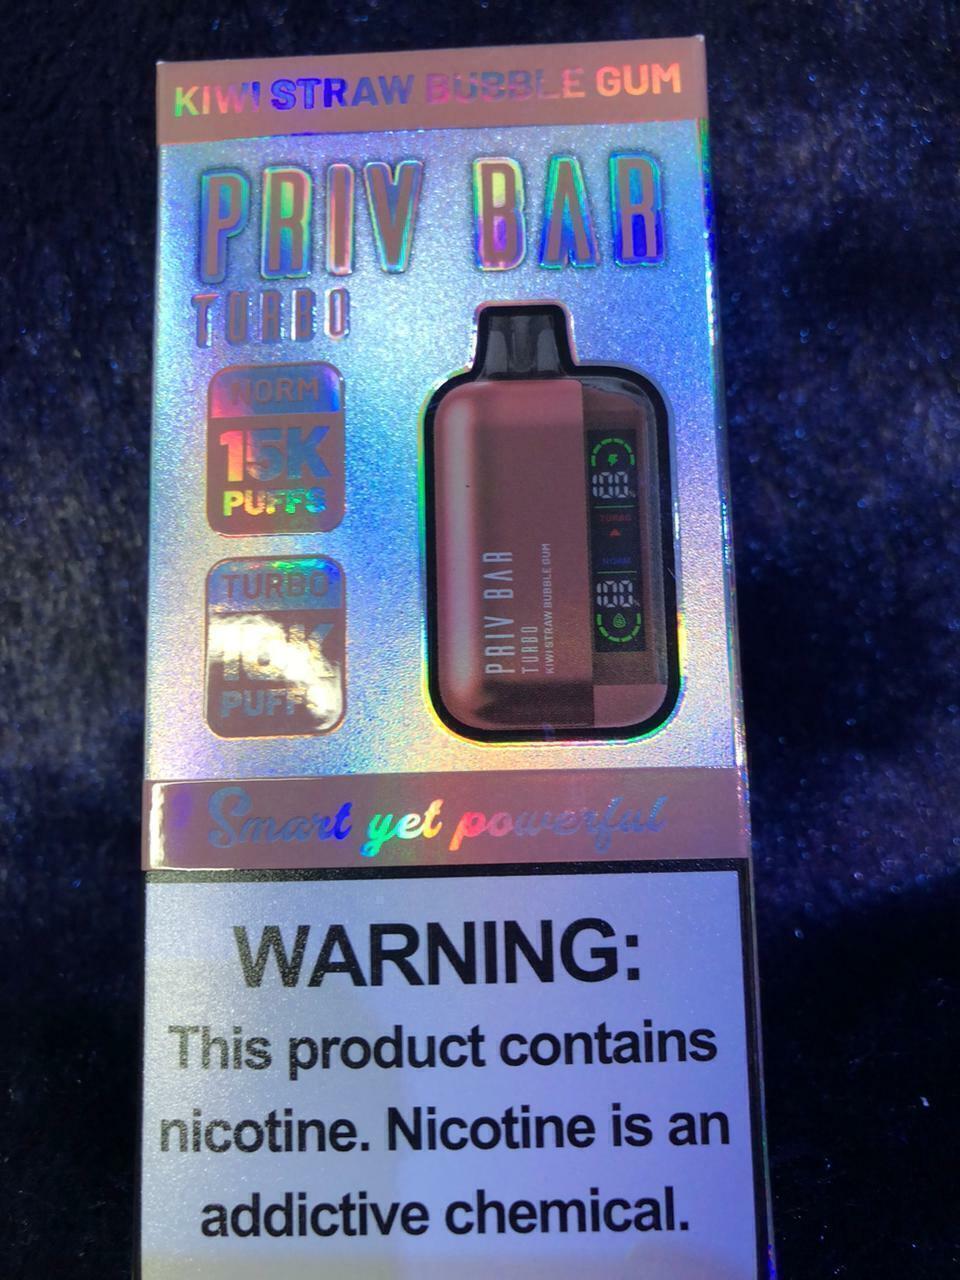 KIWI STRAW BUBBLE GUM
PRIV BAR
TURBO
NORM
15K
PUFFS
TURBO
PUFFS
PRIV BAR
TURBO
KIWI STRAW BUBBLE GUM
100%
TURBO
NORM
100%
Smart yet powerful
WARNING:
This product contains
nicotine. Nicotine is an
addictive chemical.